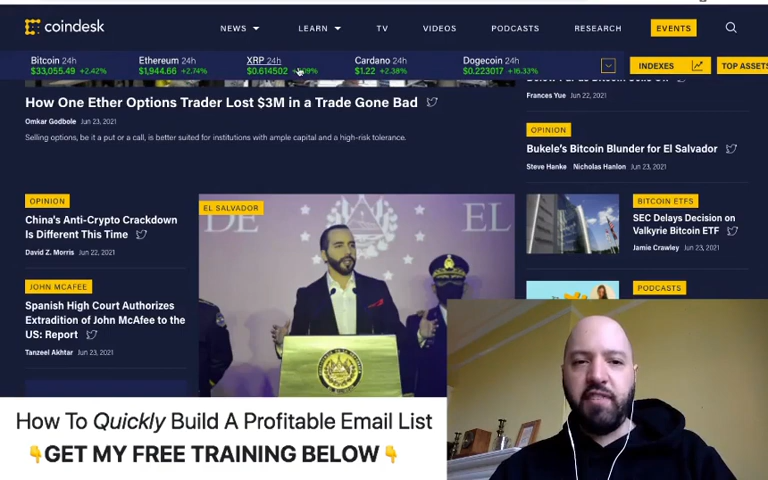 coindesk
NEWS LEARN TV VIDEOS PODCASTS RESEARCH EVENTS
Bitcoin 24h
$33,055.49 +2.42%
Ethereum 24h
$1,944.66 +2.74%
XRP 24h
$0.614502
Cardano 24h
$1.22 +2.38%
Dogecoin 24h
$0.223017 +16.33%
INDEXES
TOP ASSETS
How One Ether Options Trader Lost $3M in a Trade Gone Bad
Omkar Godbole Jun 23, 2021
Selling options, be it a put or a call, is better suited for institutions with ample capital and a high-risk tolerance.
Frances Yue Jun 22, 2021
OPINION
Bukele's Bitcoin Blunder for El Salvador
Steve Hanke Nicholas Hanlon Jun 23, 2021
OPINION
China's Anti-Crypto Crackdown
Is Different This Time
David Z. Morris Jun 22, 2021
JOHN MCAFEE
Spanish High Court Authorizes
Extradition of John McAfee to the
US: Report
Tanzeel Akhtar Jun 23, 2021
EL SALVADOR
DE EL
BITCOIN ETFS
SEC Delays Decision on
Valkyrie Bitcoin ETF
Jamie Crawley Jun 23, 2021
PODCASTS
How To Quickly Build A Profitable Email List
👇GET MY FREE TRAINING BELOW👇